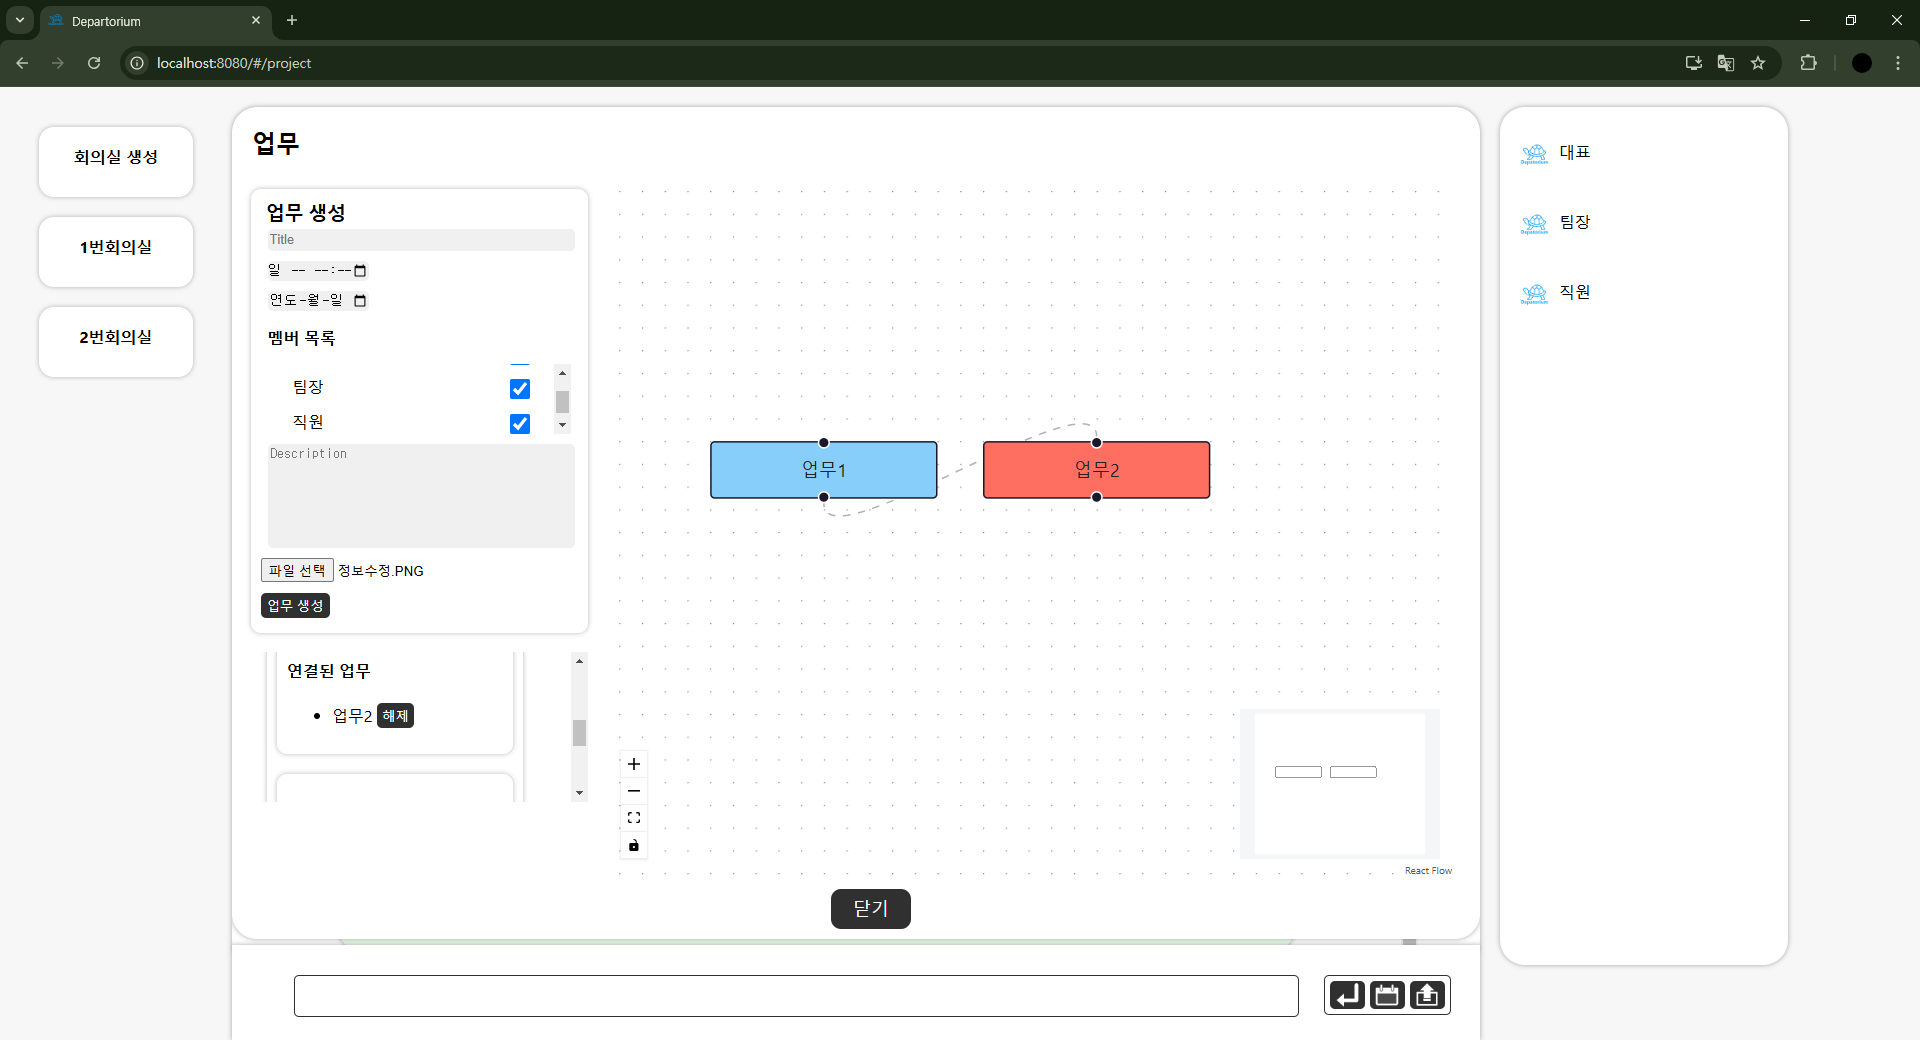 Departorium
localhost:8080/#/project
회의실 생성
1번회의실
2번회의실
업무
업무 생성
Title
일 -- --:--
연도-월-일
멤버 목록
팀장
직원
Description
파일 선택 정보수정.PNG
업무 생성
연결된 업무
업무2 해제
업무1
업무2
React Flow
닫기
대표
팀장
직원